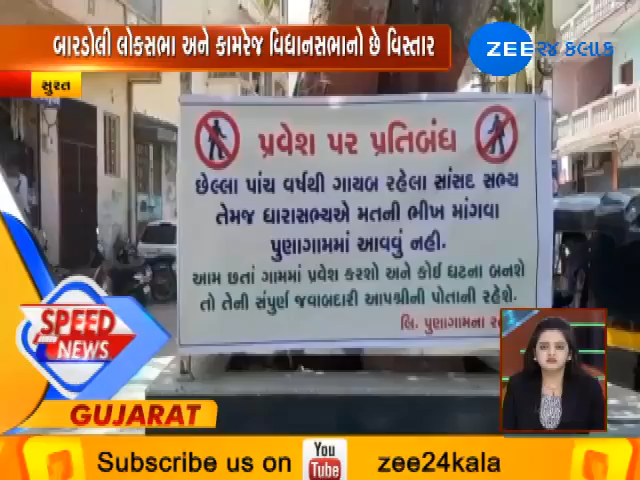 બારડોલી લોકસભા અને કામરેજ વિધાનસભાનો છે વિસ્તાર
ZEE ૨૪ કલાક
સુરત
પ્રવેશ પર પ્રતિબંધ
છેલ્લા પાંચ વર્ષથી ગાયબ રહેલા સાંસદ સભ્ય
તેમજ ધારાસભ્યએ મતની ભીખ માંગવા
પુણાગામમાં આવવું નહી.
આમ છતાં ગામમાં પ્રવેશ કરશો અને કોઈ ઘટના બનશે
તો તેની સંપુર્ણ જવાબદારી આપશ્રીની પોતાની રહેશે.
લિ. પુણાગામના
SPEED
NEWS
GUJARAT
Subscribe us on You Tube zee24kala